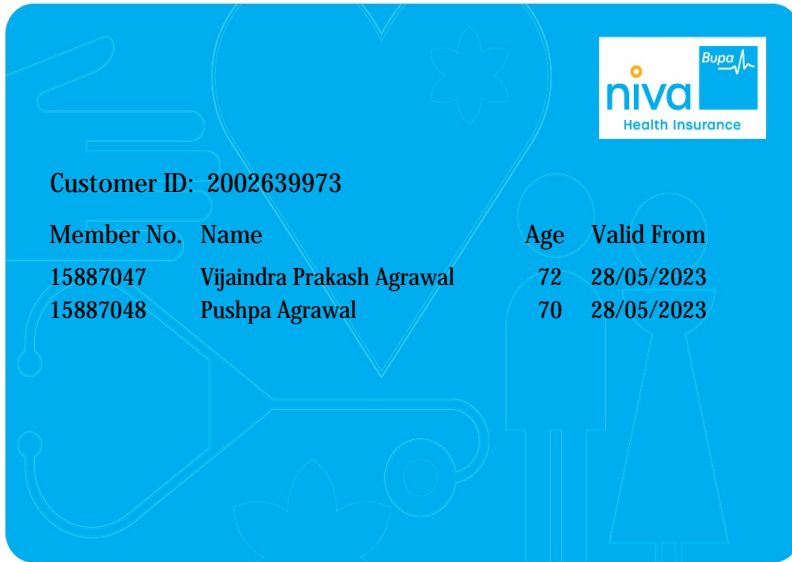 Bupa
niva
Health Insurance
Customer ID: 2002639973
Member No. Name Age Valid From
15887047 Vijaindra Prakash Agrawal 72 28/05/2023
15887048 Pushpa Agrawal 70 28/05/2023